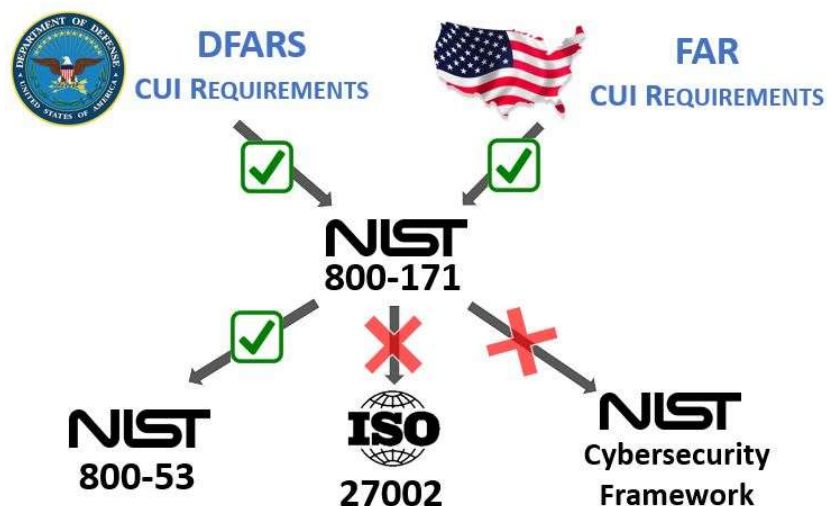 DEPARTMENT OF DEFENSE
UNITED STATES OF AMERICA
DFARS
CUI REQUIREMENTS
FAR
CUI REQUIREMENTS
NIST
800-171
NIST
800-53
ISO
27002
NIST
Cybersecurity
Framework